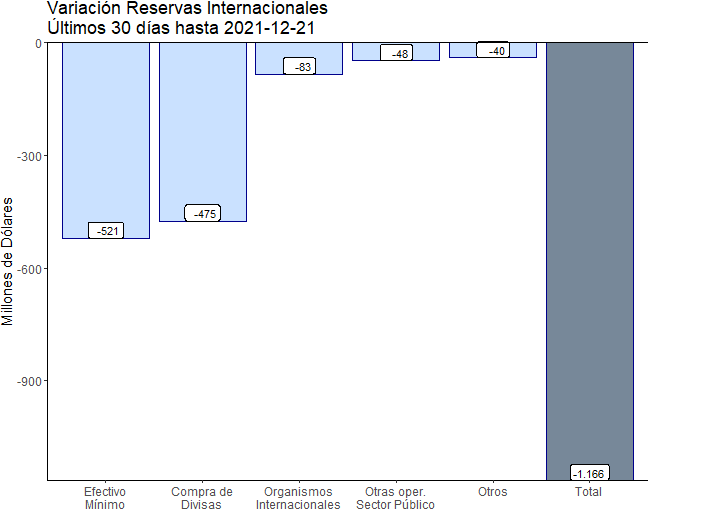 Variación Reservas Internacionales
Últimos 30 días hasta 2021-12-21
Millones de Dólares
0
-300
-600
-900
-521
-475
-83
-48
-40
-1.166
Efectivo
Mínimo
Compra de
Divisas
Organismos
Internacionales
Otras oper.
Sector Público
Otros
Total